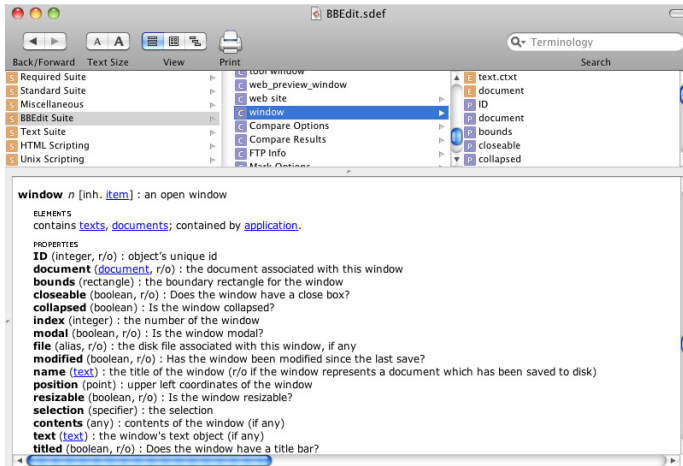 BBEdit.sdef
A A
Q- Terminology
Back/Forward Text Size View Print Search
S Required Suite
S Standard Suite
S Miscellaneous
S BBEdit Suite
S Text Suite
S HTML Scripting
S Unix Scripting
C tool window
C web_preview_window
C web site
C window
C Compare Options
C Compare Results
C FTP Info
C Mark Options
E text.ctxt
E document
P ID
P document
P bounds
P closeable
P collapsed
window n [inh. item] : an open window
ELEMENTS
contains texts, documents; contained by application.
PROPERTIES
ID (integer, r/o) : object's unique id
document (document, r/o) : the document associated with this window
bounds (rectangle) : the boundary rectangle for the window
closeable (boolean, r/o) : Does the window have a close box?
collapsed (boolean) : Is the window collapsed?
index (integer) : the number of the window
modal (boolean, r/o) : Is the window modal?
file (alias, r/o) : the disk file associated with this window, if any
modified (boolean, r/o) : Has the window been modified since the last save?
name (text) : the title of the window (r/o if the window represents a document which has been saved to disk)
position (point) : upper left coordinates of the window
resizable (boolean, r/o) : Is the window resizable?
selection (specifier) : the selection
contents (any) : contents of the window (if any)
text (text) : the window's text object (if any)
titled (boolean, r/o) : Does the window have a title bar?